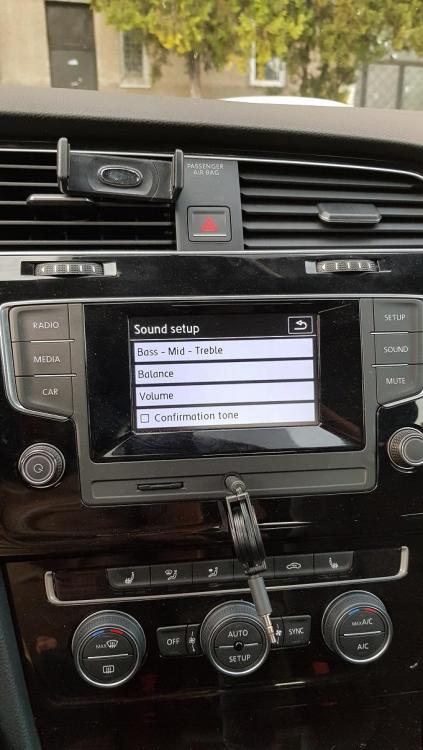 PASSENGER
AIR BAG
RADIO
MEDIA
CAR
Sound setup
Bass - Mid - Treble
Balance
Volume
Confirmation tone
SETUP
SOUND
MUTE
MAX
OFF
AUTO
SETUP
SYNC
MAX A/C
A/C